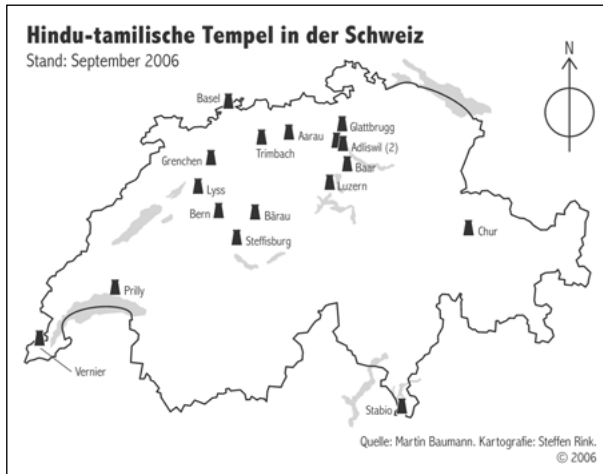 Hindu-tamilische Tempel in der Schweiz
Stand: September 2006
N
Basel
Glattbrugg
Aarau
Trimbach
Adliswil (2)
Grenchen
Baar
Lyss
Luzern
Bern
Bärau
Chur
Steffisburg
Prilly
Vernier
Stabio
Quelle: Martin Baumann. Kartografie: Steffen Rink.
© 2006